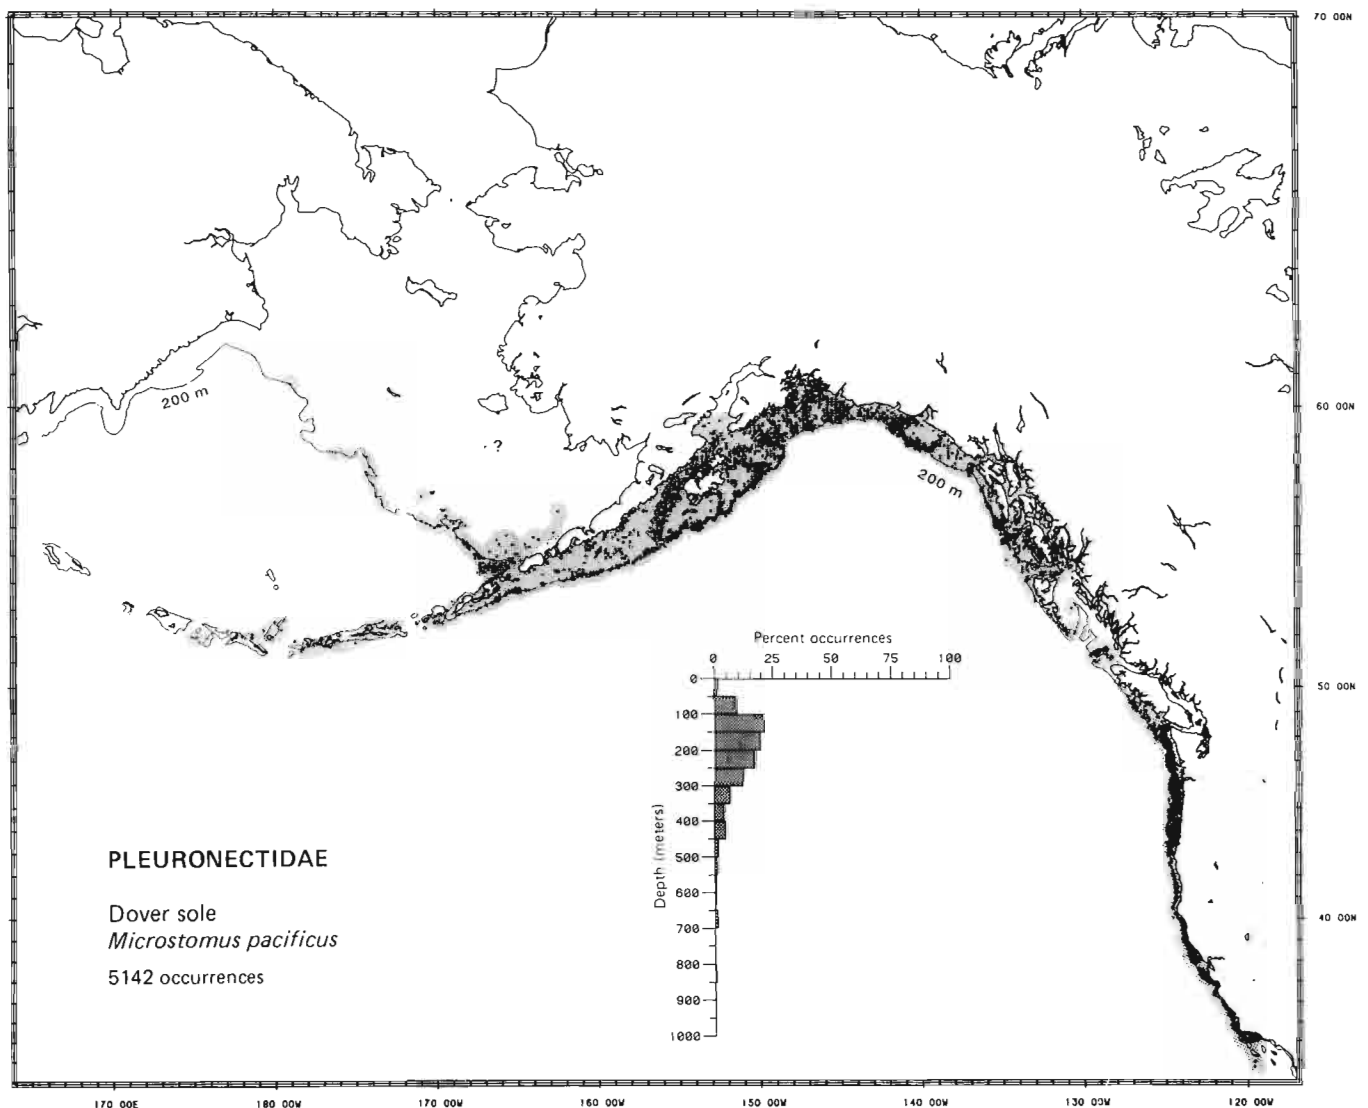 70 00N
200 m
60 00N
?
200 m
Percent occurrences
0 25 50 75 100
0
100
200
300
400
500
600
700
800
900
1000
Depth (meters)
50 00N
40 00N
PLEURONECTIDAE
Dover sole
Microstomus pacificus
5142 occurrences
170 00E 180 00W 170 00W 160 00W 150 00W 140 00W 130 00W 120 00W